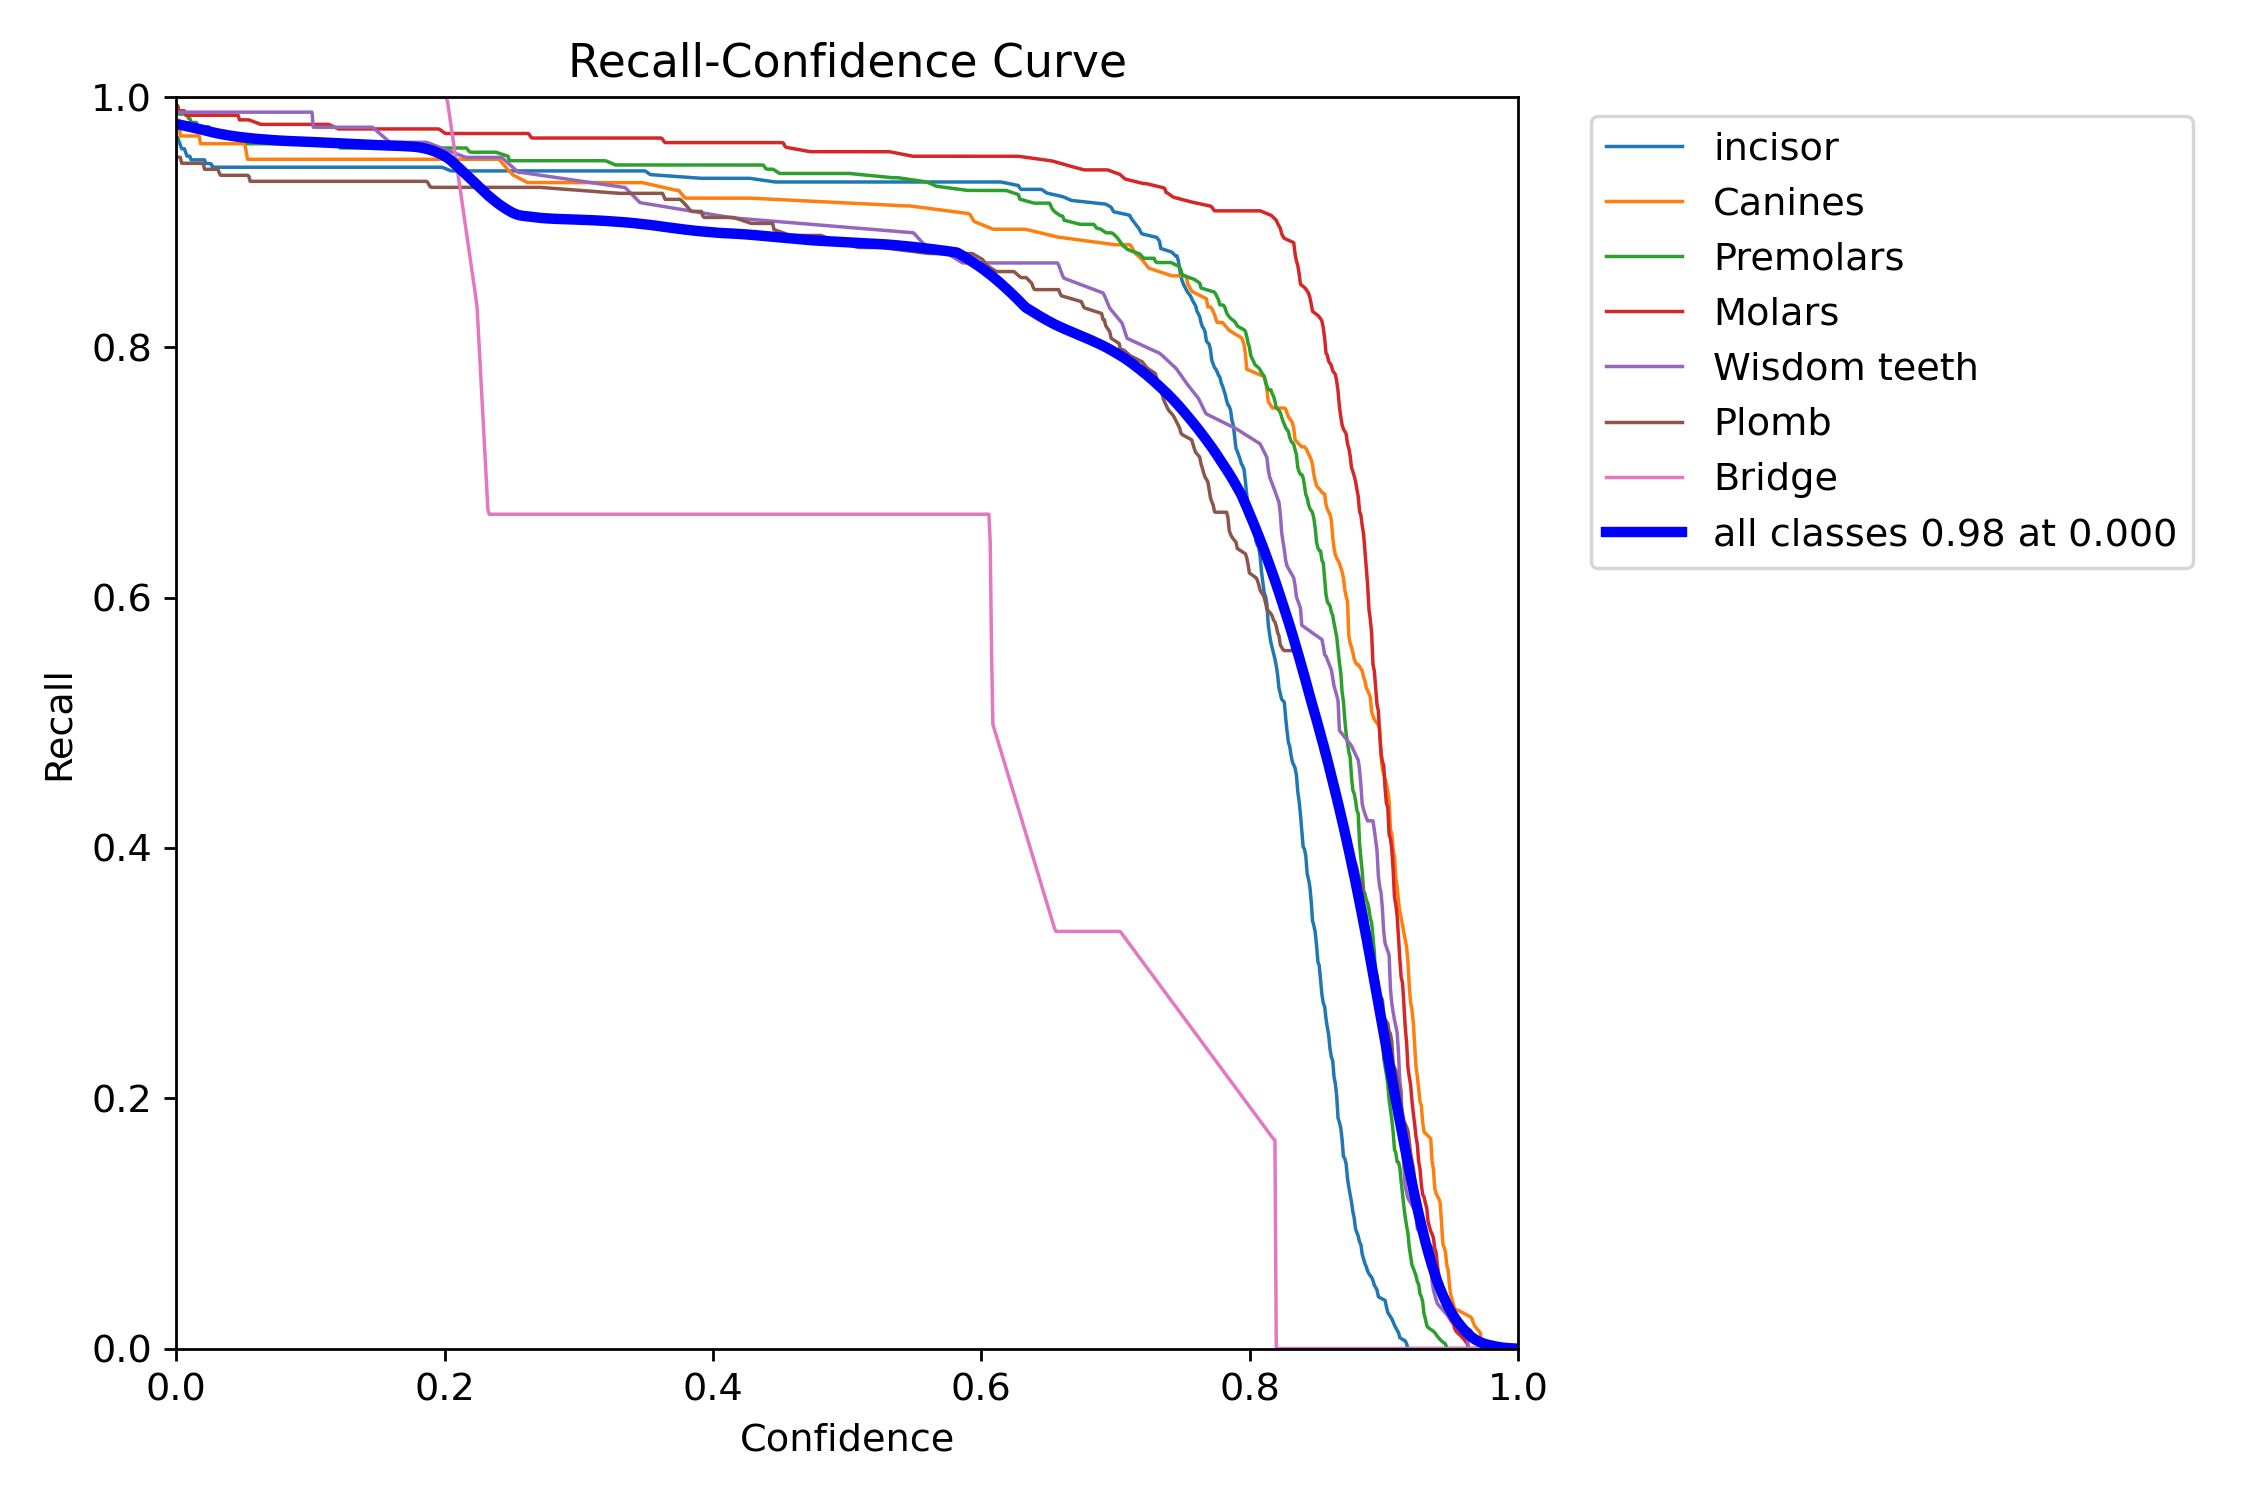 Recall-Confidence Curve
1.0
0.8
0.6
0.4
0.2
0.0
Recall
0.0 0.2 0.4 0.6 0.8 1.0
Confidence
incisor
Canines
Premolars
Molars
Wisdom teeth
Plomb
Bridge
all classes 0.98 at 0.000